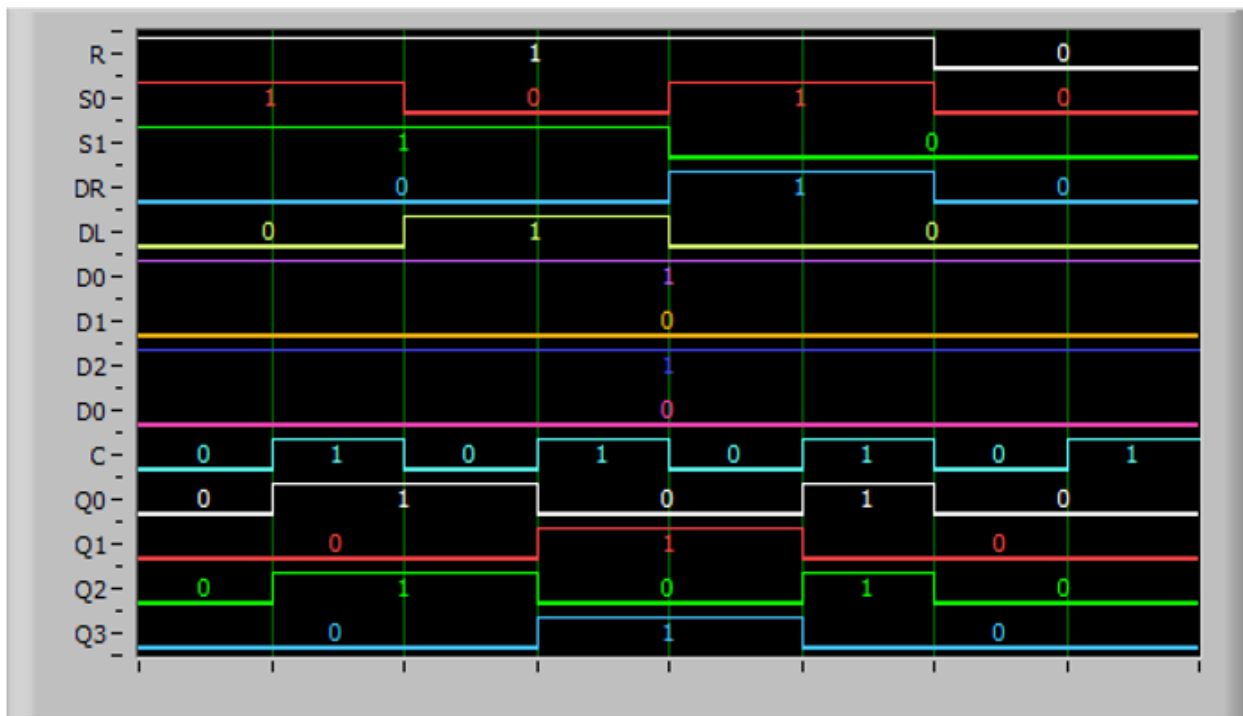 R 1 0
S0 1 0 1 0
S1 1 0
DR 0 1 0
DL 0 1 0
D0 1
D1 0
D2 1
D0 0
C 0 1 0 1 0 1 0 1
Q0 0 1 0 1 0
Q1 0 1 0
Q2 0 1 0 1 0
Q3 0 1 0